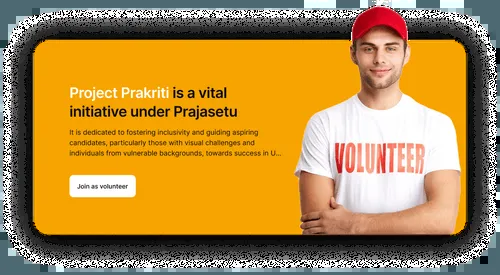 Project Prakriti is a vital
initiative under Prajasetu
It is dedicated to fostering inclusivity and guiding aspiring
candidates, particularly those with visual challenges and
individuals from vulnerable backgrounds, towards success in U...
Join as volunteer
VOLUNTEER